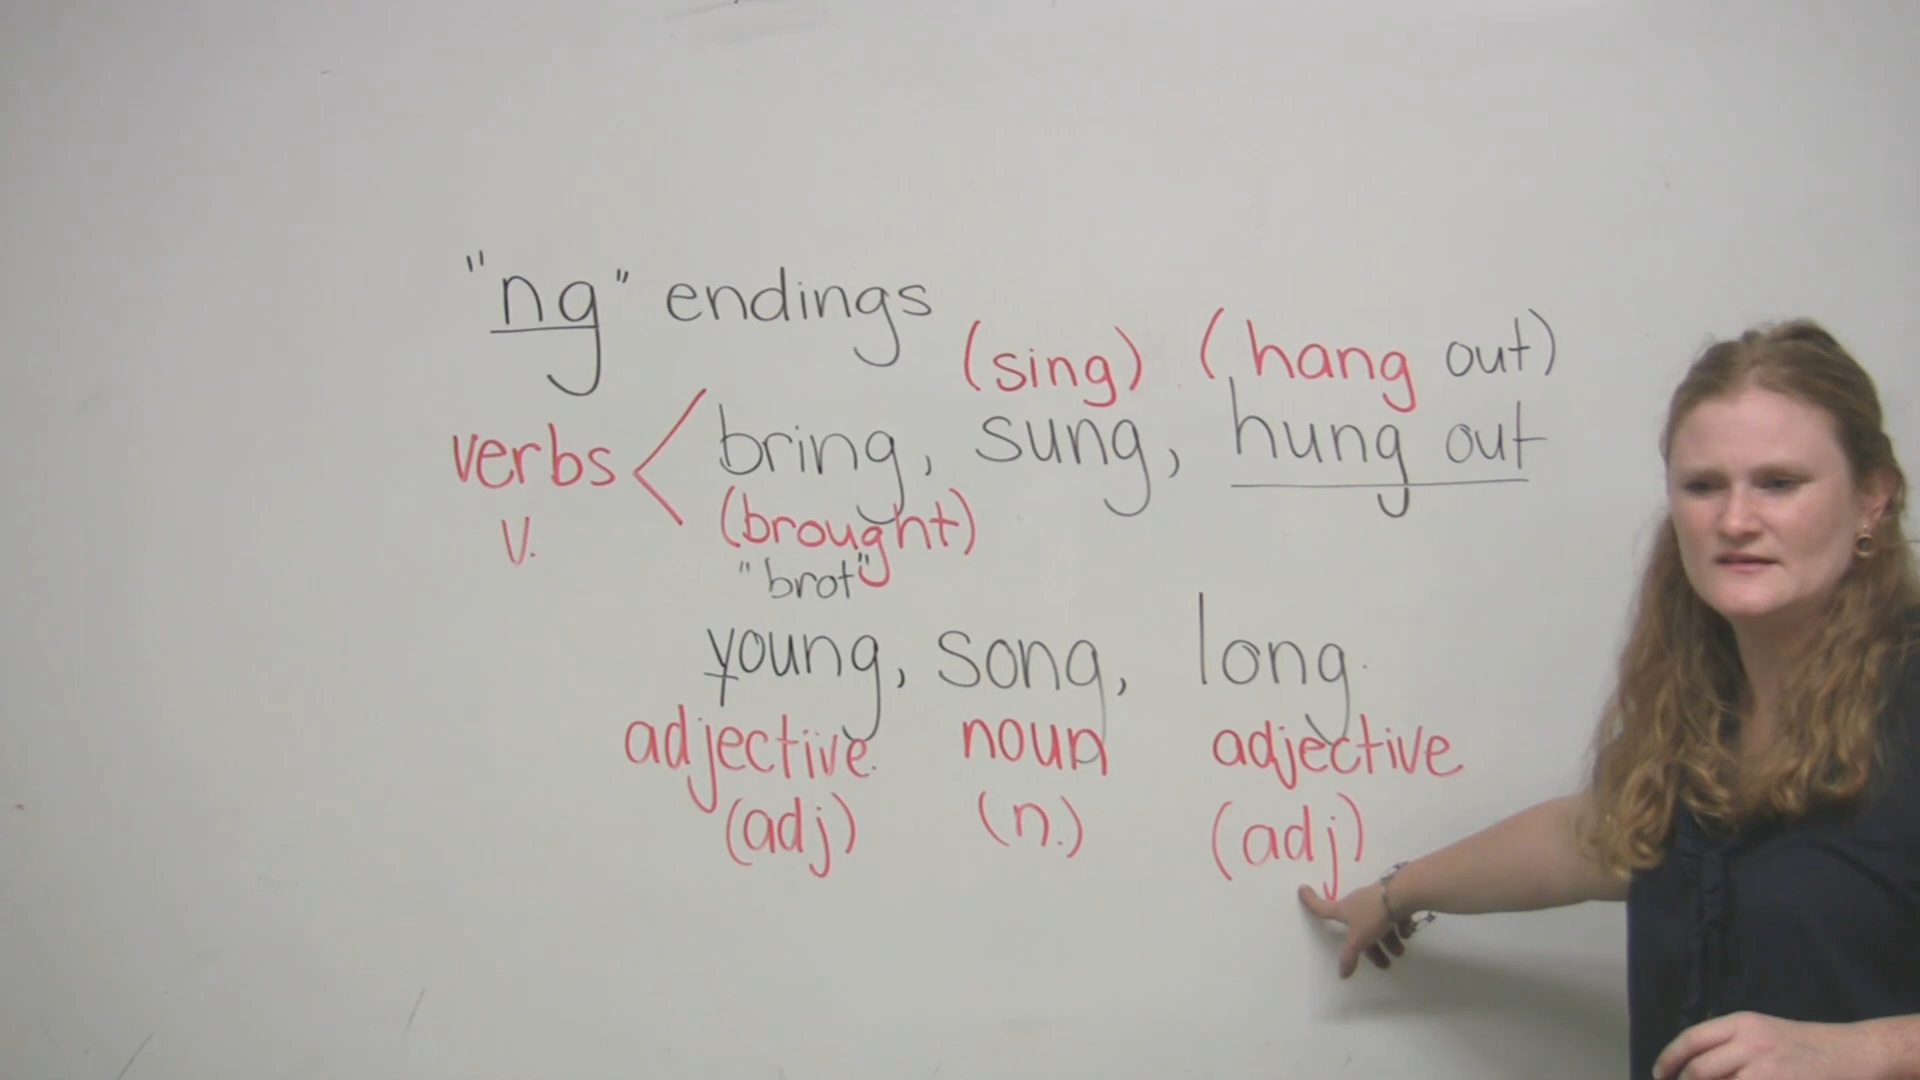 "ng" endings
(sing) (hang out)
verbs < bring, sung, hung out
v. (brought)
"brot"
young, song, long.
adjective. noun adjective
(adj) (n.) (adj)